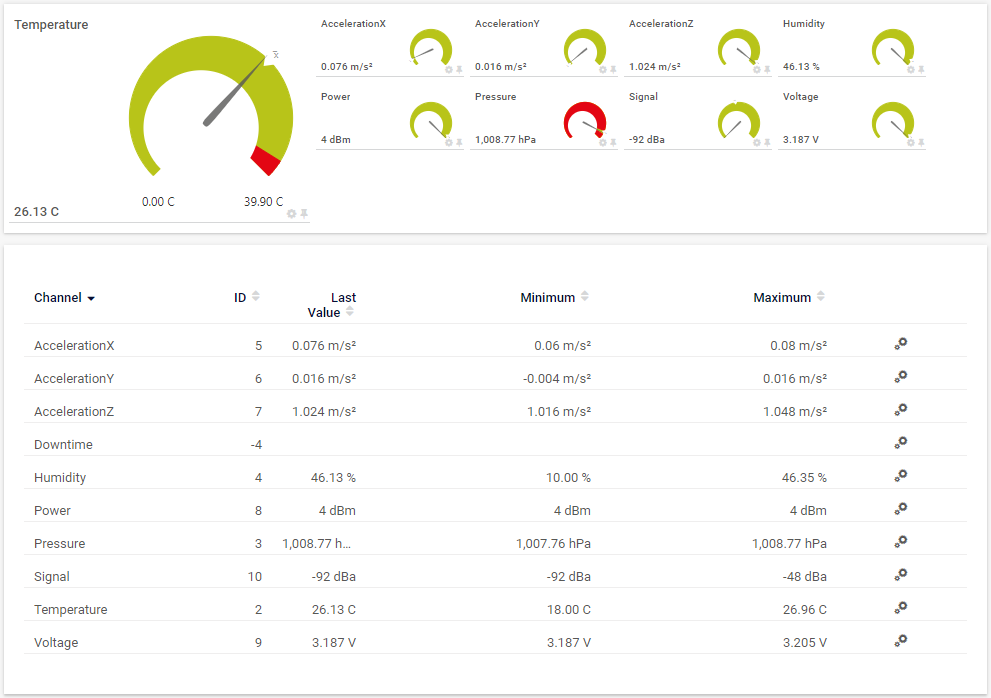 Temperature
x̄
0.00 C 39.90 C
26.13 C
AccelerationX AccelerationY AccelerationZ Humidity
0.076 m/s² 0.016 m/s² 1.024 m/s² 46.13 %
Power Pressure Signal Voltage
4 dBm 1,008.77 hPa -92 dBa 3.187 V
Channel ID Last Value Minimum Maximum
AccelerationX 5 0.076 m/s² 0.06 m/s² 0.08 m/s²
AccelerationY 6 0.016 m/s² -0.004 m/s² 0.016 m/s²
AccelerationZ 7 1.024 m/s² 1.016 m/s² 1.048 m/s²
Downtime -4
Humidity 4 46.13 % 10.00 % 46.35 %
Power 8 4 dBm 4 dBm 4 dBm
Pressure 3 1,008.77 h... 1,007.76 hPa 1,008.77 hPa
Signal 10 -92 dBa -92 dBa -48 dBa
Temperature 2 26.13 C 18.00 C 26.96 C
Voltage 9 3.187 V 3.187 V 3.205 V